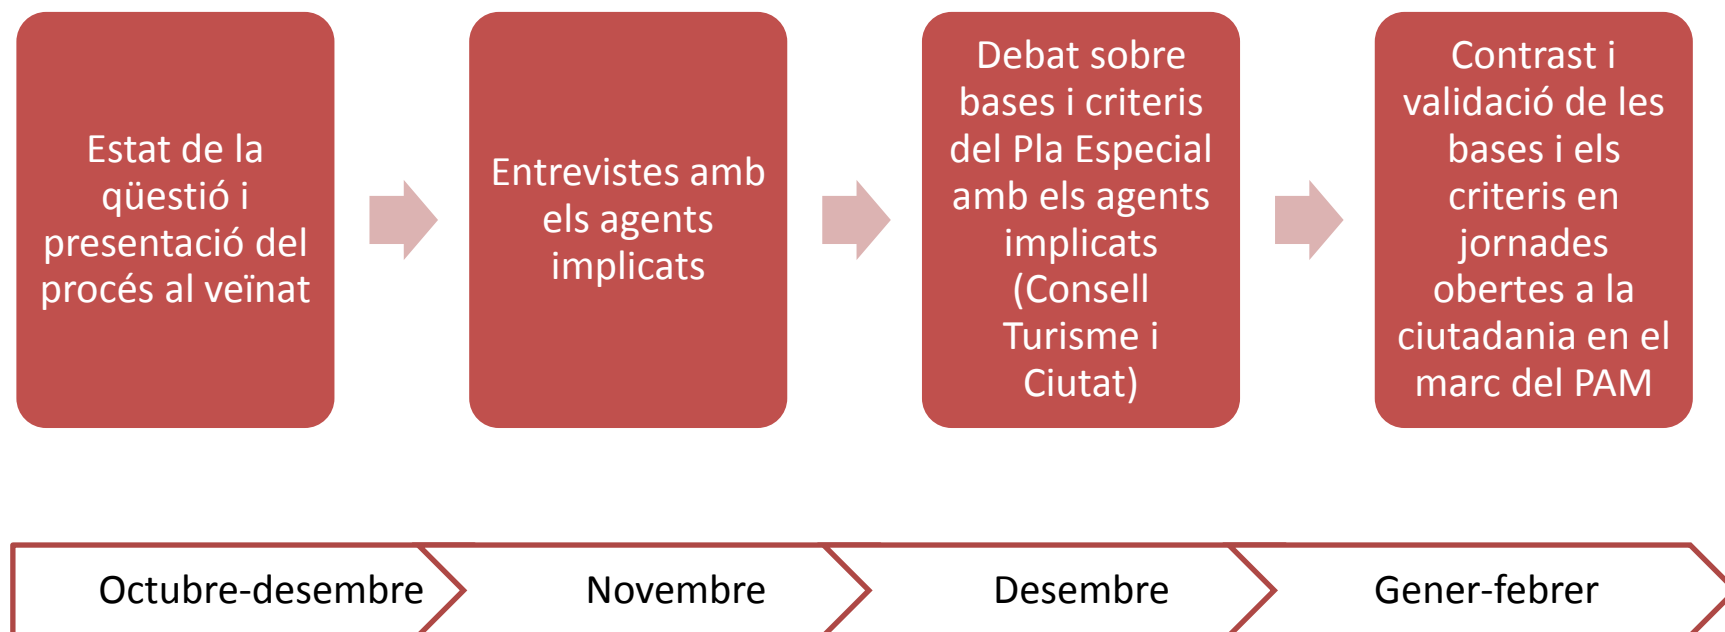 Estat de la
qüestió i
presentació del
procés al veïnat
Entrevistes amb
els agents
implicats
Debat sobre
bases i criteris
del Pla Especial
amb els agents
implicats
(Consell
Turisme i
Ciutat)
Contrast i
validació de les
bases i els
criteris en
jornades
obertes a la
ciutadania en el
marc del PAM
Octubre-desembre
Novembre
Desembre
Gener-febrer